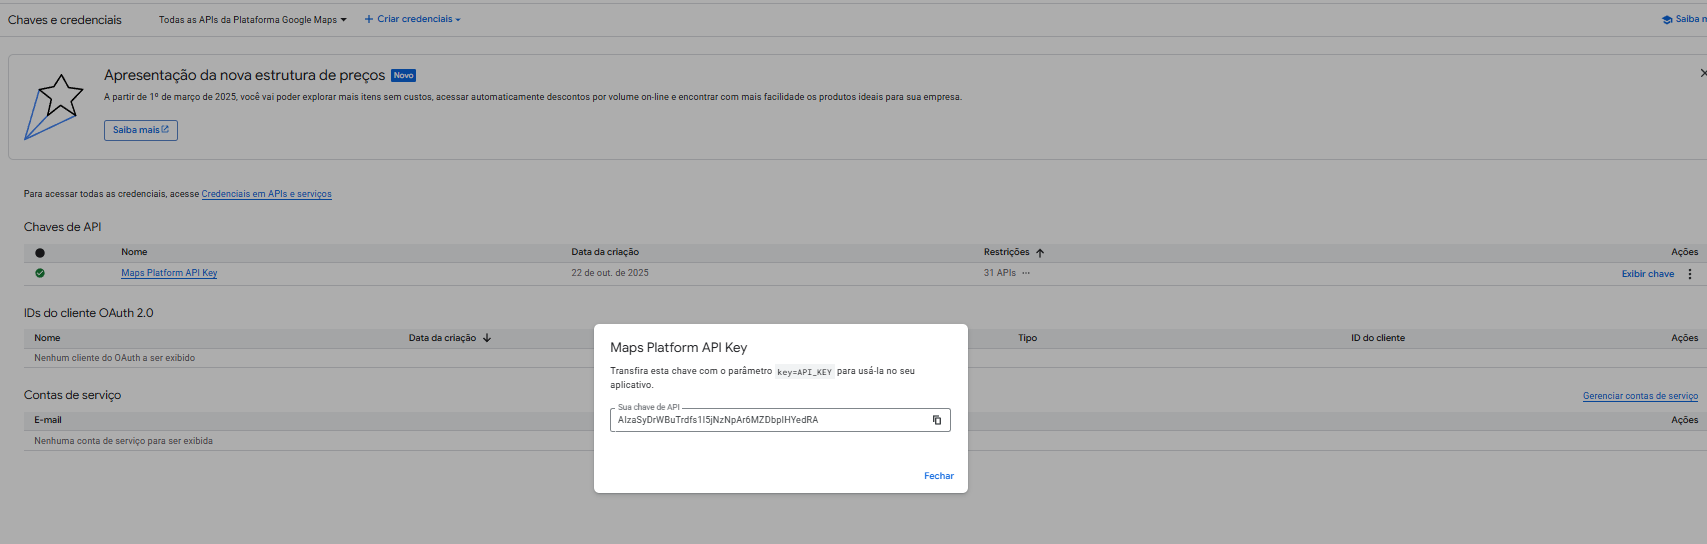 Chaves e credenciais Todas as APIs da Plataforma Google Maps Criar credenciais Saiba m
Apresentação da nova estrutura de preços Novo
A partir de 1º de março de 2025, você vai poder explorar mais itens sem custos, acessar automaticamente descontos por volume on-line e encontrar com mais facilidade os produtos ideais para sua empresa.
Saiba mais
Para acessar todas as credenciais, acesse Credenciais em APIs e serviços
Chaves de API
Nome Data da criação Restrições Ações
Maps Platform API Key 22 de out. de 2025 31 APIs Exibir chave
IDs do cliente OAuth 2.0
Nome Data da criação Tipo ID do cliente Ações
Nenhum cliente do OAuth a ser exibido
Contas de serviço Gerenciar contas de serviço
E-mail Ações
Nenhuma conta de serviço para ser exibida
Maps Platform API Key
Transfira esta chave com o parâmetro key=API_KEY para usá-la no seu
aplicativo.
Sua chave de API
AIzaSyDrWBuTrdfs1I5jNzNpAr6MZDbpIHYedRA
Fechar